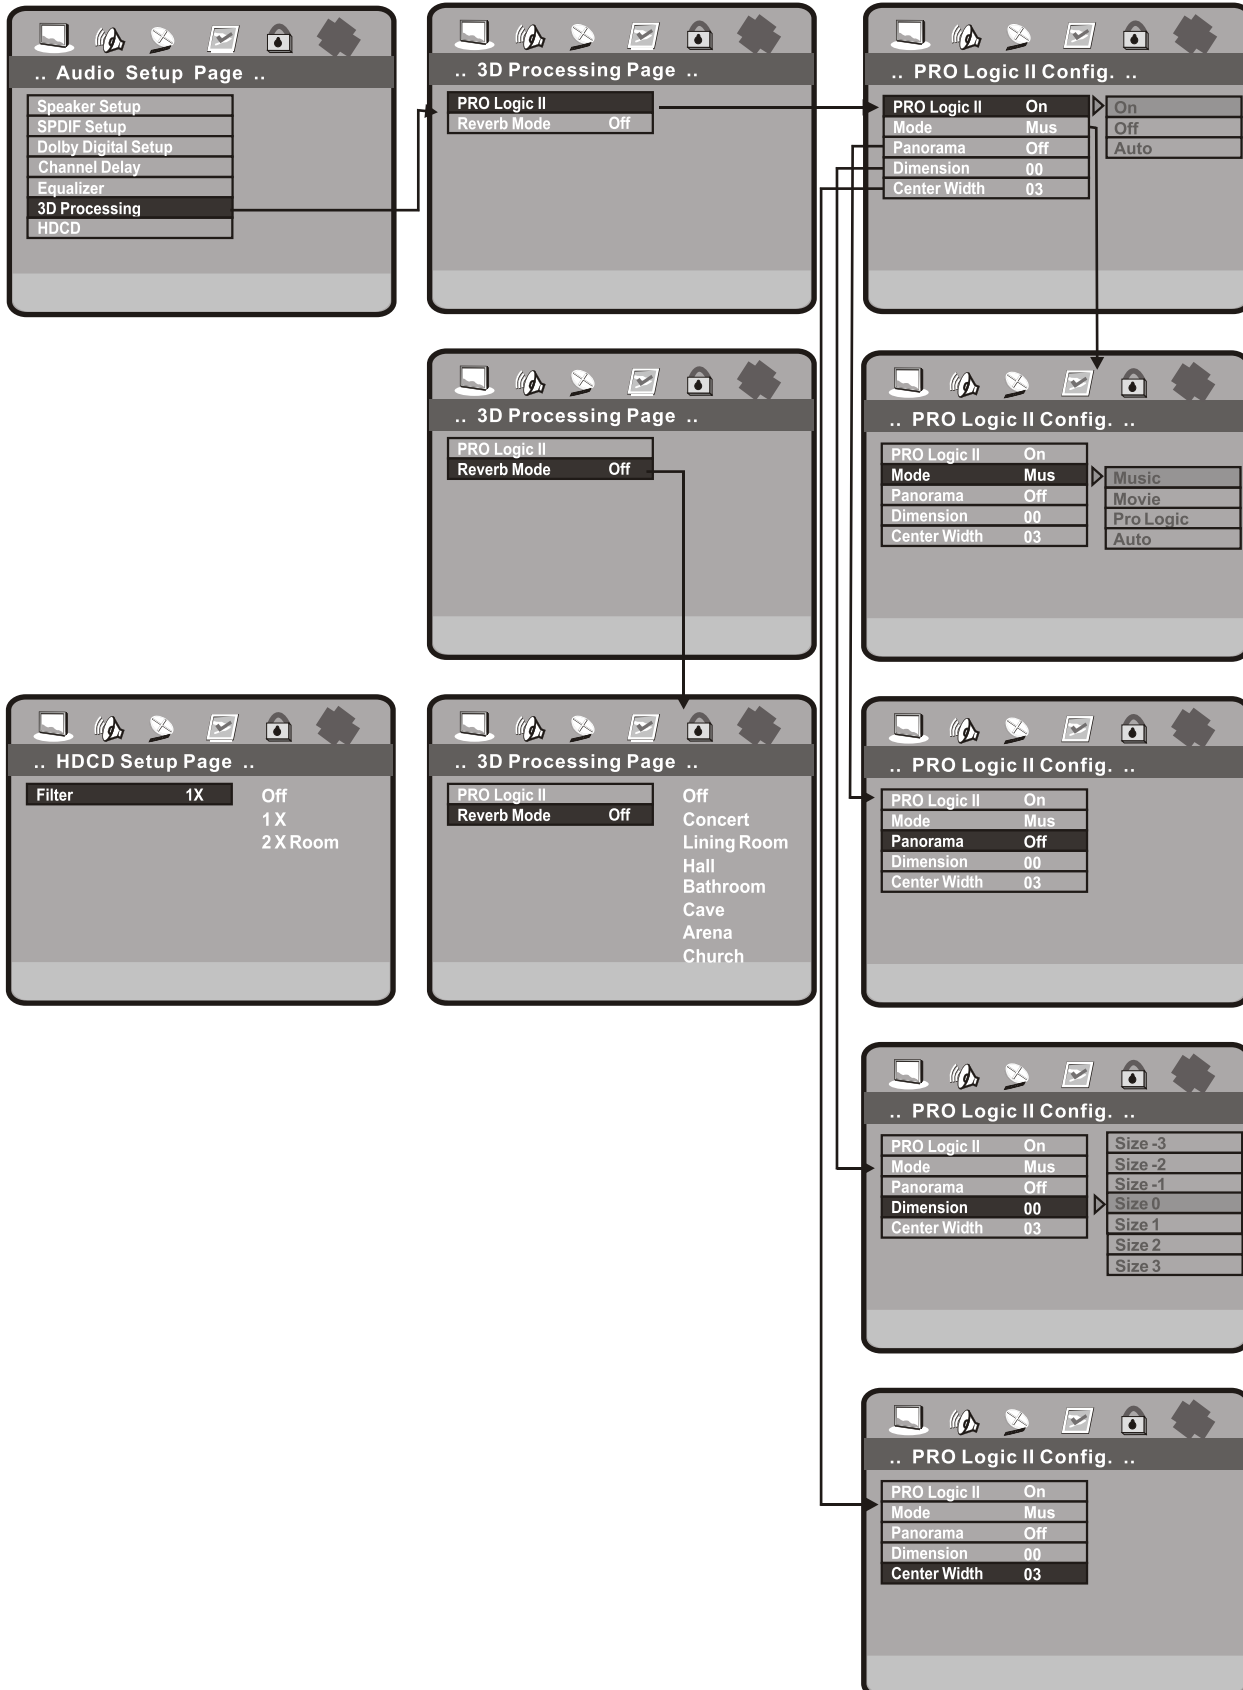 .. Audio Setup Page ..
Speaker Setup
SPDIF Setup
Dolby Digital Setup
Channel Delay
Equalizer
3D Processing
HDCD
.. 3D Processing Page ..
PRO Logic II
Reverb Mode Off
.. PRO Logic II Config. ..
PRO Logic II On
Mode Mus
Panorama Off
Dimension 00
Center Width 03
On
Off
Auto
.. 3D Processing Page ..
PRO Logic II
Reverb Mode Off
.. PRO Logic II Config. ..
PRO Logic II On
Mode Mus
Panorama Off
Dimension 00
Center Width 03
Music
Movie
Pro Logic
Auto
.. HDCD Setup Page ..
Filter 1X
Off
1 X
2 X Room
.. 3D Processing Page ..
PRO Logic II
Reverb Mode Off
Off
Concert
Lining Room
Hall
Bathroom
Cave
Arena
Church
.. PRO Logic II Config. ..
PRO Logic II On
Mode Mus
Panorama Off
Dimension 00
Center Width 03
.. PRO Logic II Config. ..
PRO Logic II On
Mode Mus
Panorama Off
Dimension 00
Center Width 03
Size -3
Size -2
Size -1
Size 0
Size 1
Size 2
Size 3
.. PRO Logic II Config. ..
PRO Logic II On
Mode Mus
Panorama Off
Dimension 00
Center Width 03